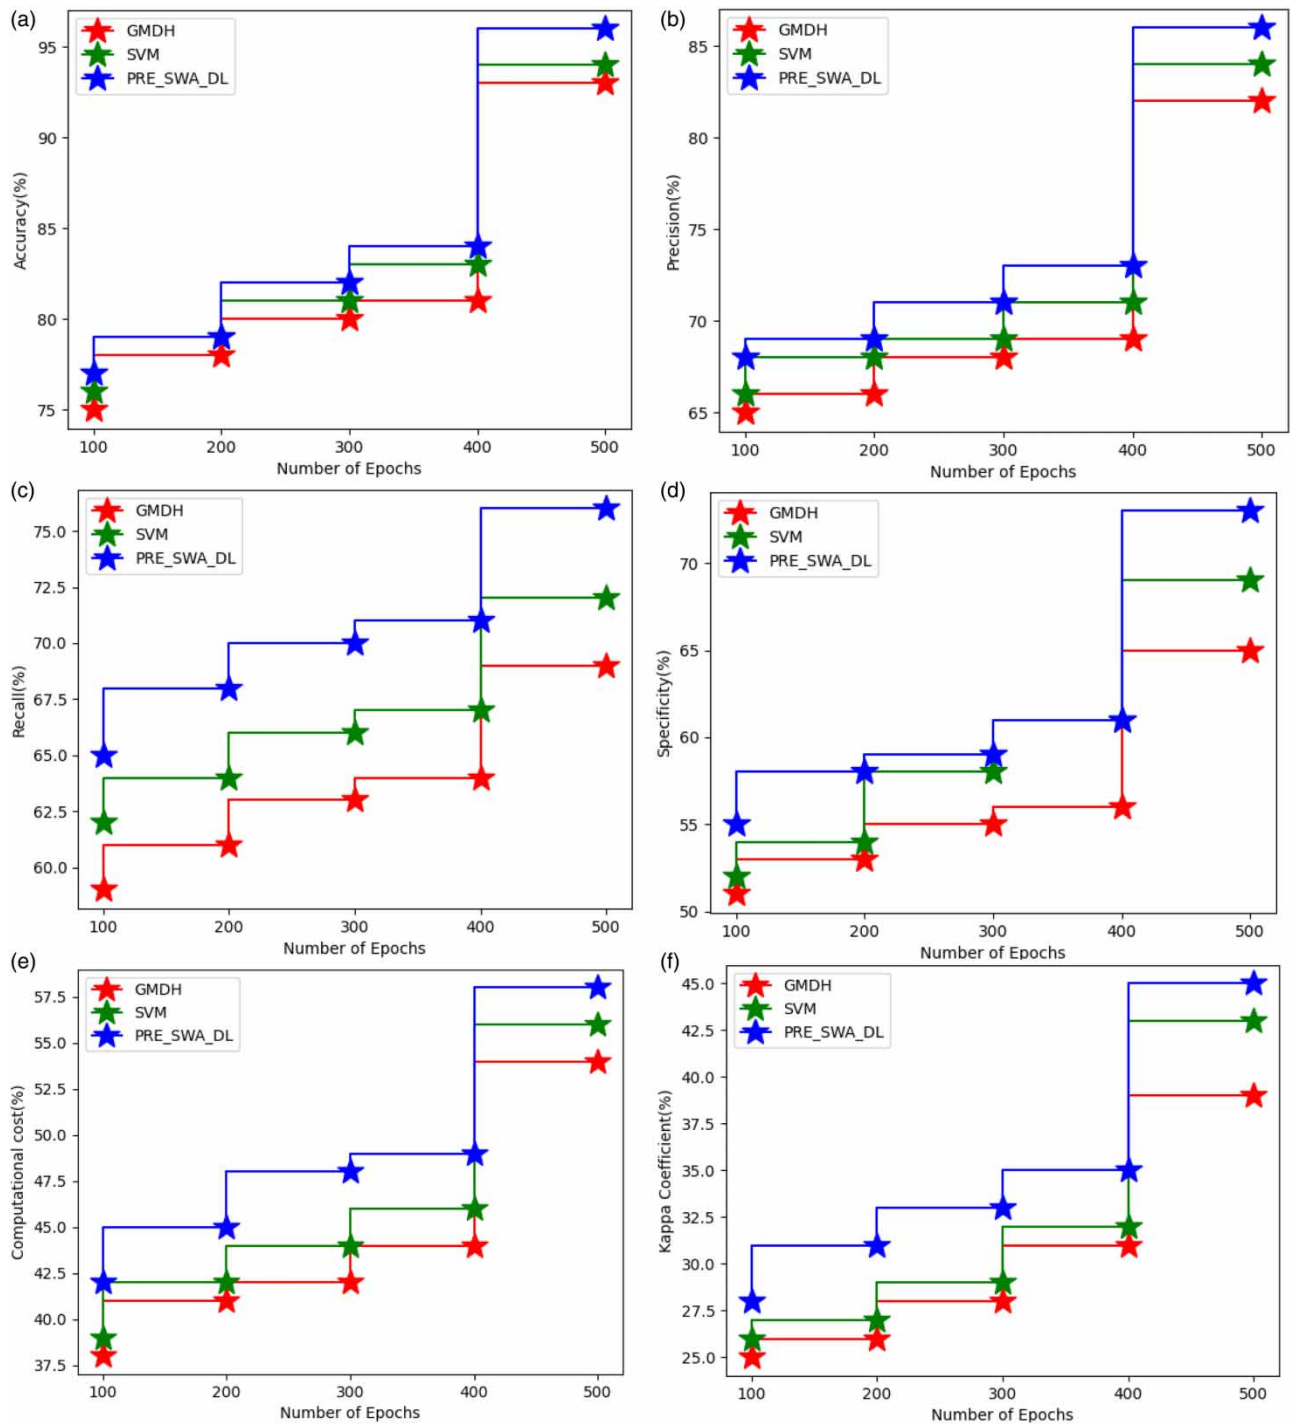 (a)
GMDH
SVM
PRE_SWA_DL
95
90
85
80
75
Accuracy(%)
100 200 300 400 500
Number of Epochs
(b)
GMDH
SVM
PRE_SWA_DL
85
80
75
70
65
Precision(%)
100 200 300 400 500
Number of Epochs
(c)
GMDH
SVM
PRE_SWA_DL
75.0
72.5
70.0
67.5
65.0
62.5
60.0
Recall(%)
100 200 300 400 500
Number of Epochs
(d)
GMDH
SVM
PRE_SWA_DL
70
65
60
55
50
Specificity(%)
100 200 300 400 500
Number of Epochs
(e)
GMDH
SVM
PRE_SWA_DL
57.5
55.0
52.5
50.0
47.5
45.0
42.5
40.0
37.5
Computational cost(%)
100 200 300 400 500
Number of Epochs
(f)
GMDH
SVM
PRE_SWA_DL
45.0
42.5
40.0
37.5
35.0
32.5
30.0
27.5
25.0
Kappa Coefficient(%)
100 200 300 400 500
Number of Epochs